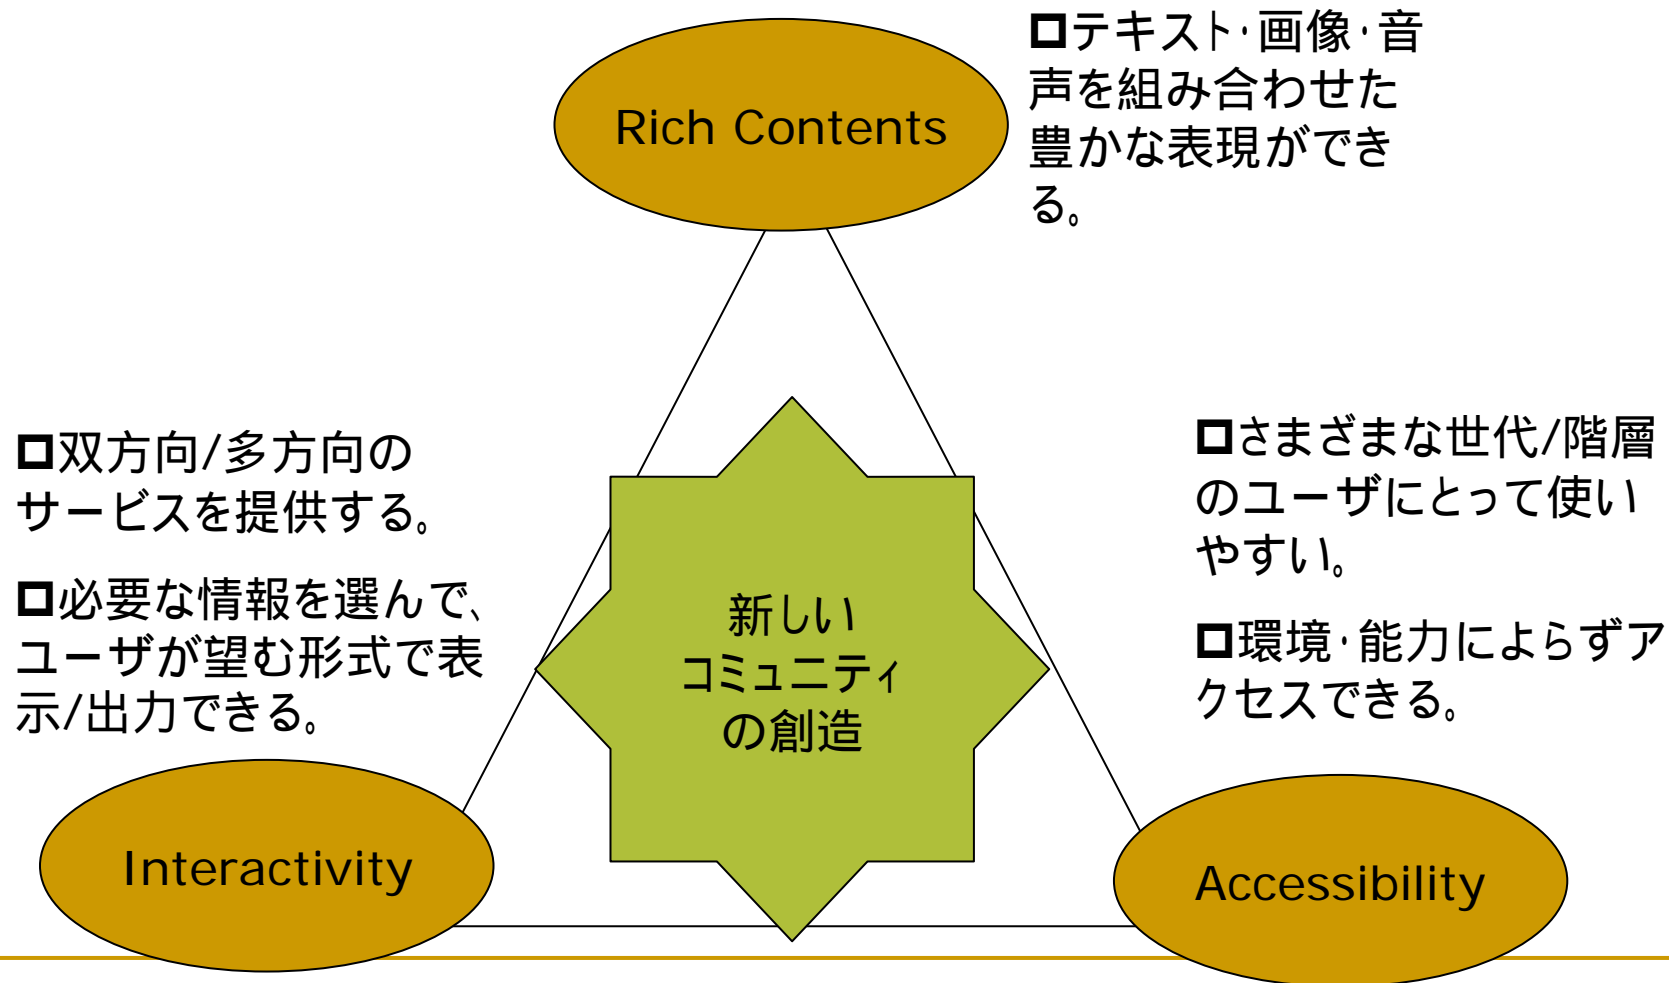 Rich Contents
□テキスト・画像・音
声を組み合わせた
豊かな表現ができ
る。
□双方向/多方向の
サービスを提供する。
□必要な情報を選んで、
ユーザが望む形式で表
示/出力できる。
新しい
コミュニティ
の創造
□さまざまな世代/階層
のユーザにとって使い
やすい。
□環境・能力によらずア
クセスできる。
Interactivity
Accessibility